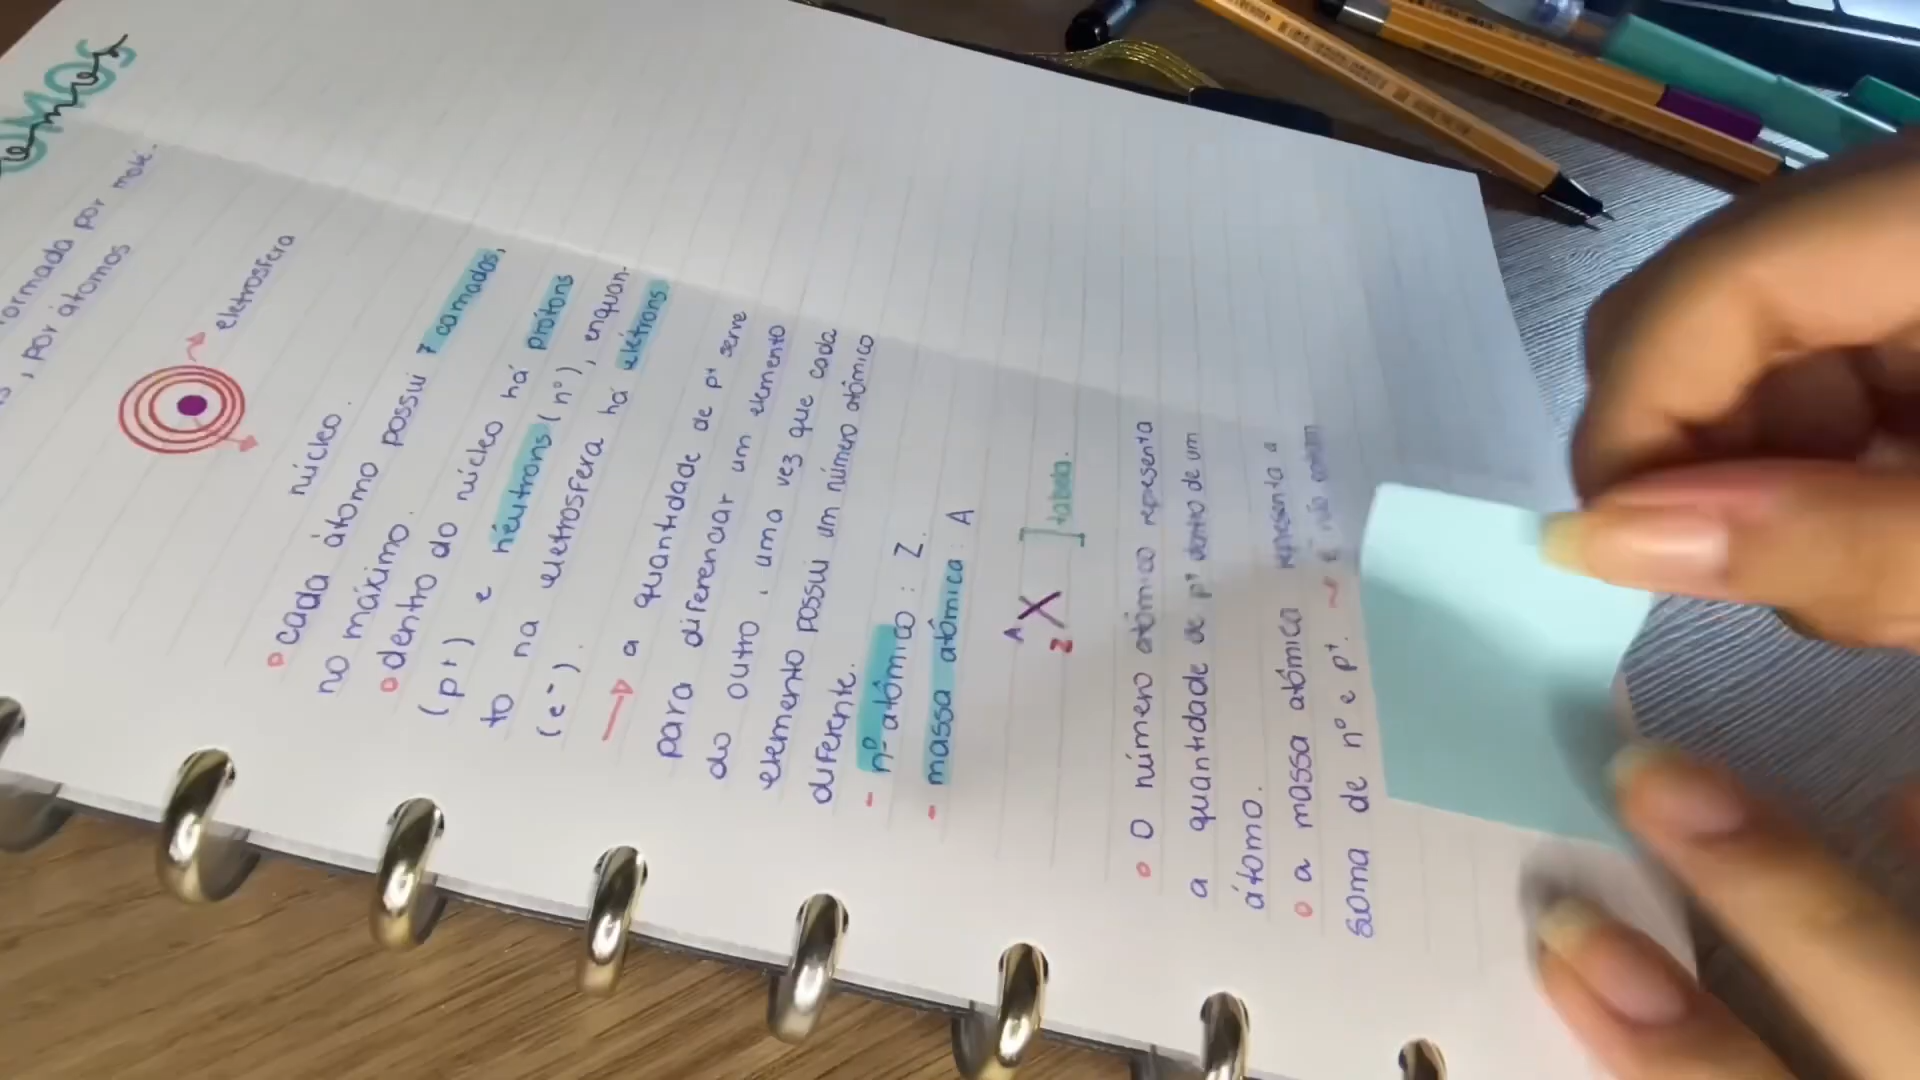 formada por molé-
, por átomos
eletrosfera
núcleo.
cada átomo possui 7 camadas,
no máximo.
dentro do núcleo há prótons
(p+) e nêutrons (nº), enquan-
to na eletrosfera há elétrons
(e-).
a quantidade de p+ serve
para diferenciar um elemento
do outro, uma vez que cada
elemento possui um número atômico
diferente.
- nº atômico: Z.
- massa atômica: A
A
Z X ] tabela.
O número atômico representa
a quantidade de p+ dentro de um
átomo.
a massa atômica representa a
soma de nº e p+. ~ e não